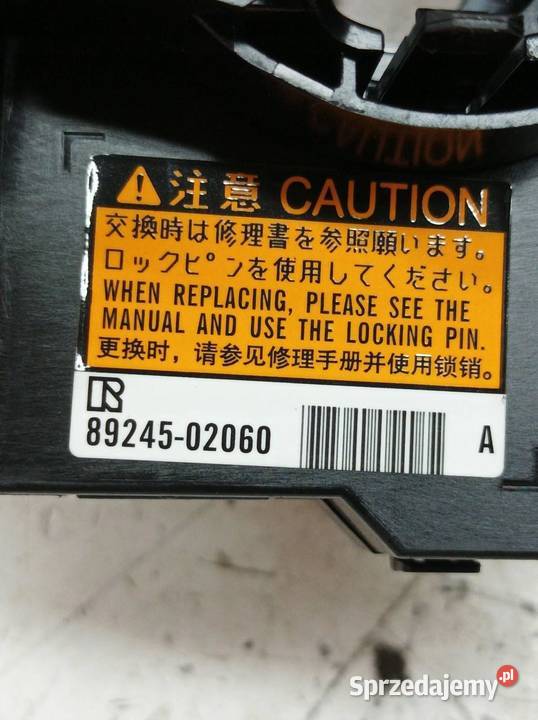 注意 CAUTION
交換時は修理書を参照願います。
ロックピンを使用してください。
WHEN REPLACING, PLEASE SEE THE
MANUAL AND USE THE LOCKING PIN.
更换时，请参见修理手册并使用锁销。
R
89245-02060 A
Sprzedajemy.pl